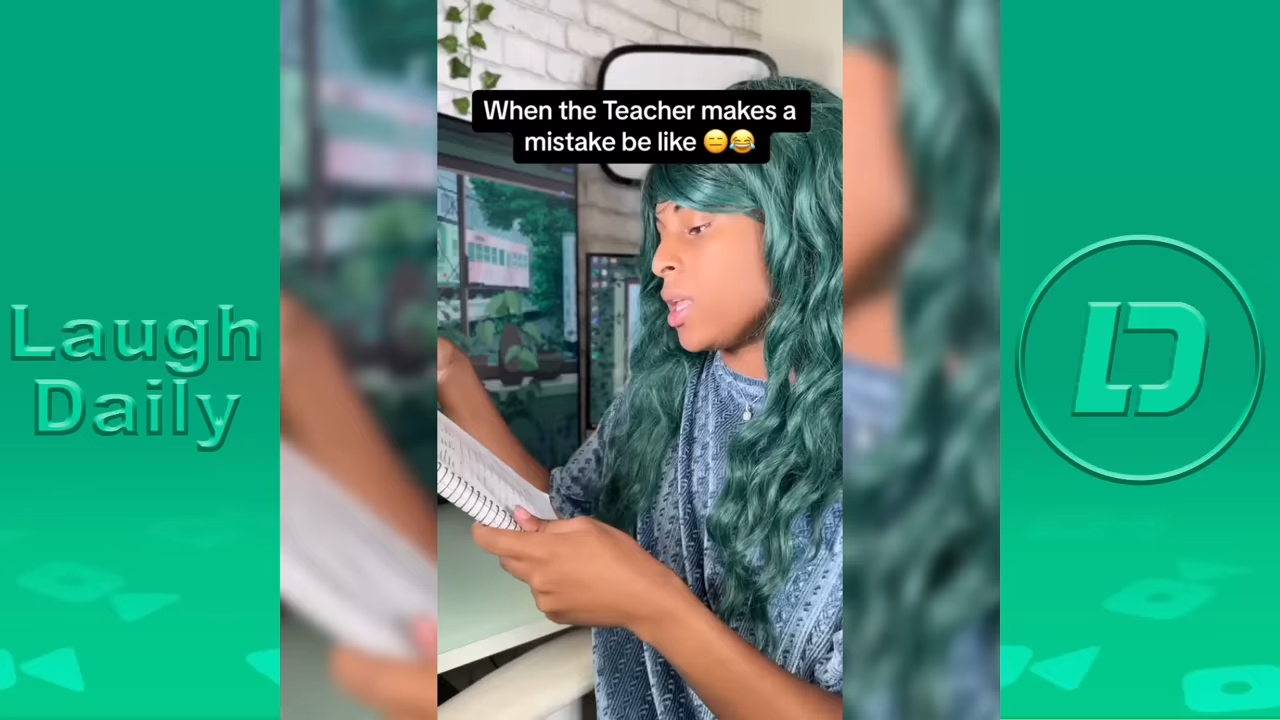 When the Teacher makes a
mistake be like 😑😂
Laugh
Daily
LD